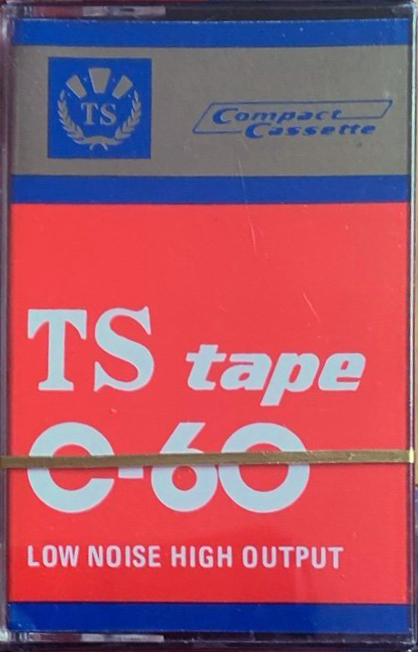 TS
Compact
Cassette
TS tape
C-60
LOW NOISE HIGH OUTPUT